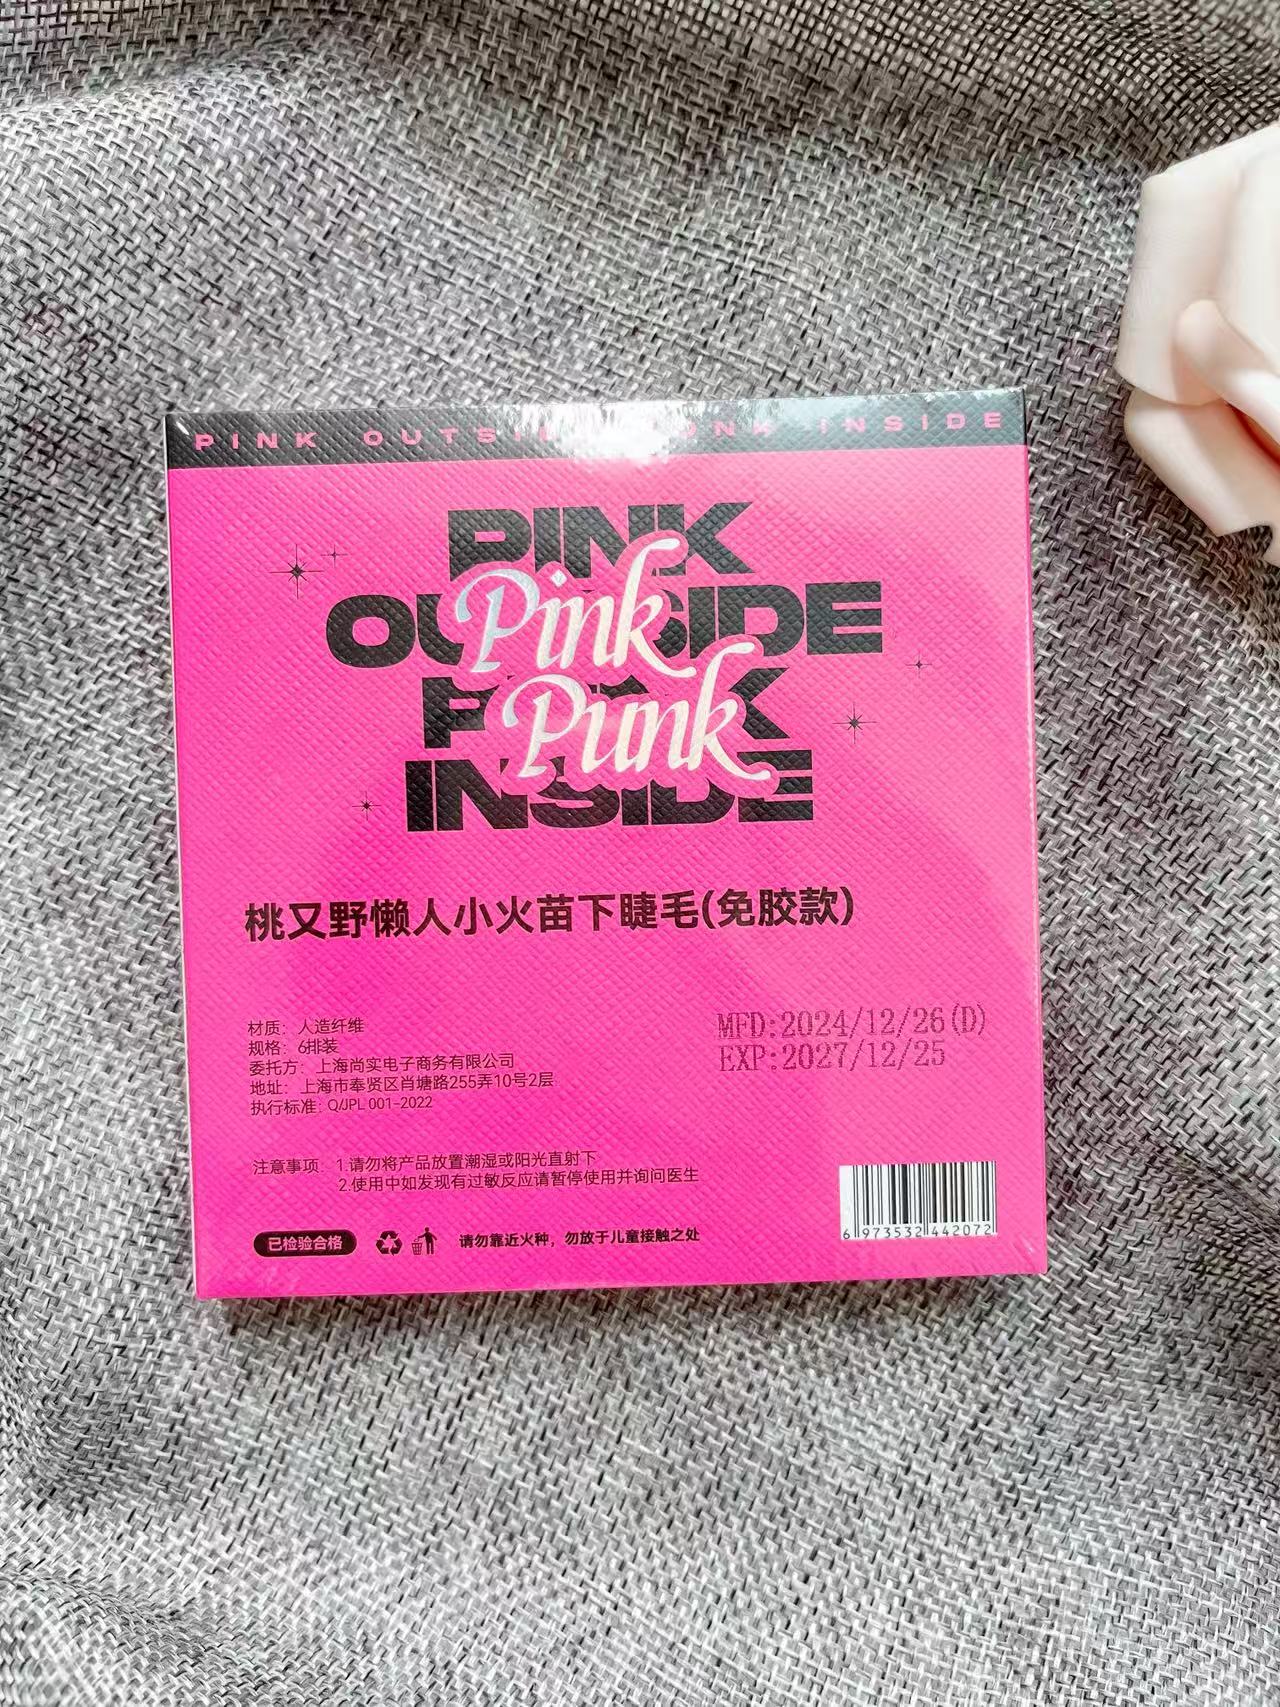 PINK OUTSIDE PUNK INSIDE
PINK
OUTSIDE
PUNK
INSIDE
Pink
Punk
桃又野懒人小火苗下睫毛(免胶款)
材质：人造纤维
规格：6排装
委托方：上海尚实电子商务有限公司
地址：上海市奉贤区肖塘路255弄10号2层
执行标准：Q/JPL 001-2022
MFD:2024/12/26(D)
EXP:2027/12/25
注意事项：1.请勿将产品放置潮湿或阳光直射下
2.使用中如发现有过敏反应请暂停使用并询问医生
已检验合格
请勿靠近火种，勿放于儿童接触之处
6 973532 442072